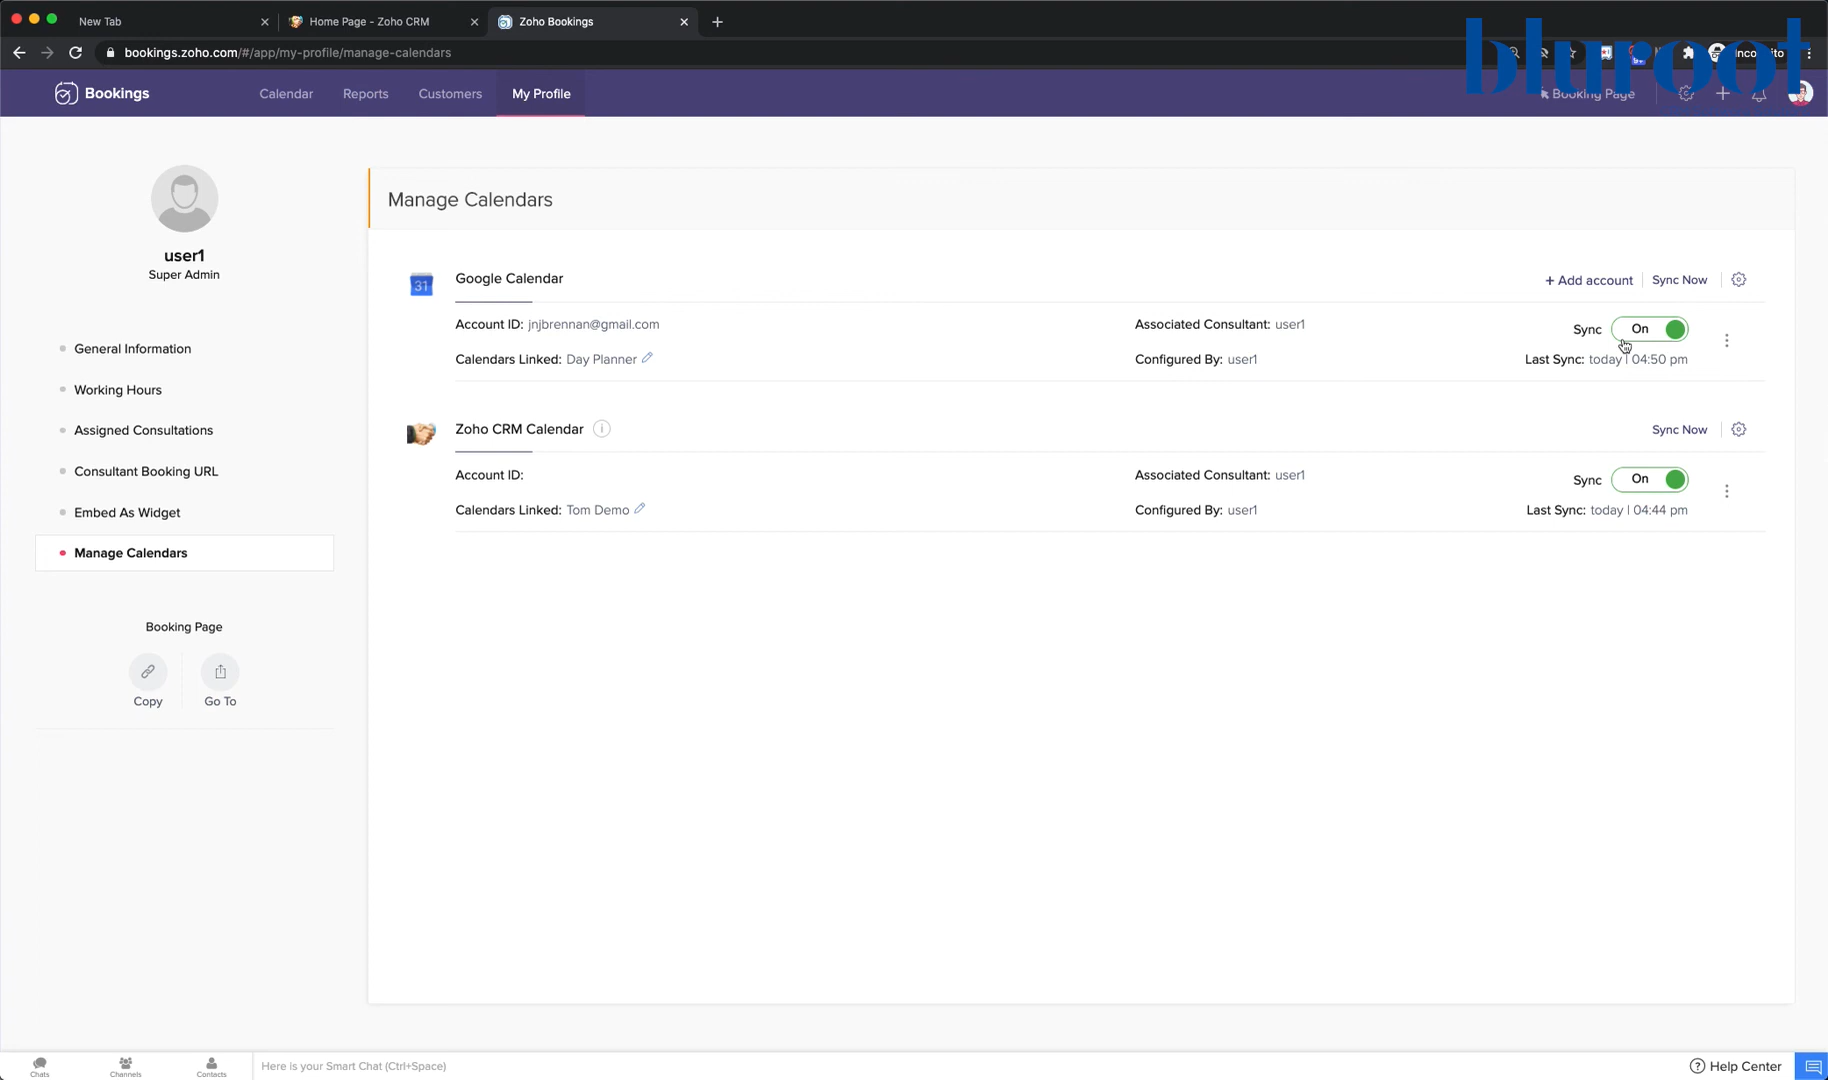 New Tab
Home Page - Zoho CRM
Zoho Bookings
bookings.zoho.com/#/app/my-profile/manage-calendars
bluroot
Bookings
Calendar
Reports
Customers
My Profile
Booking Page
user1
Super Admin
General Information
Working Hours
Assigned Consultations
Consultant Booking URL
Embed As Widget
Manage Calendars
Booking Page
Copy
Go To
Manage Calendars
31
Google Calendar
+ Add account
Sync Now
Account ID: jnjbrennan@gmail.com
Associated Consultant: user1
Sync On
Calendars Linked: Day Planner
Configured By: user1
Last Sync: today | 04:50 pm
Zoho CRM Calendar
Sync Now
Account ID:
Associated Consultant: user1
Sync On
Calendars Linked: Tom Demo
Configured By: user1
Last Sync: today | 04:44 pm
Chats
Channels
Contacts
Here is your Smart Chat (Ctrl+Space)
Help Center